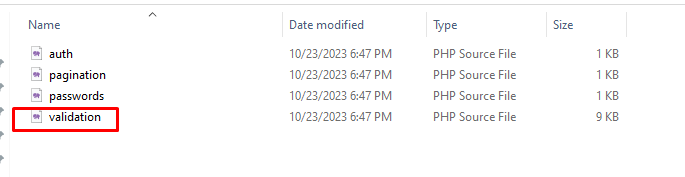 Name Date modified Type Size
auth 10/23/2023 6:47 PM PHP Source File 1 KB
pagination 10/23/2023 6:47 PM PHP Source File 1 KB
passwords 10/23/2023 6:47 PM PHP Source File 1 KB
validation 10/23/2023 6:47 PM PHP Source File 9 KB